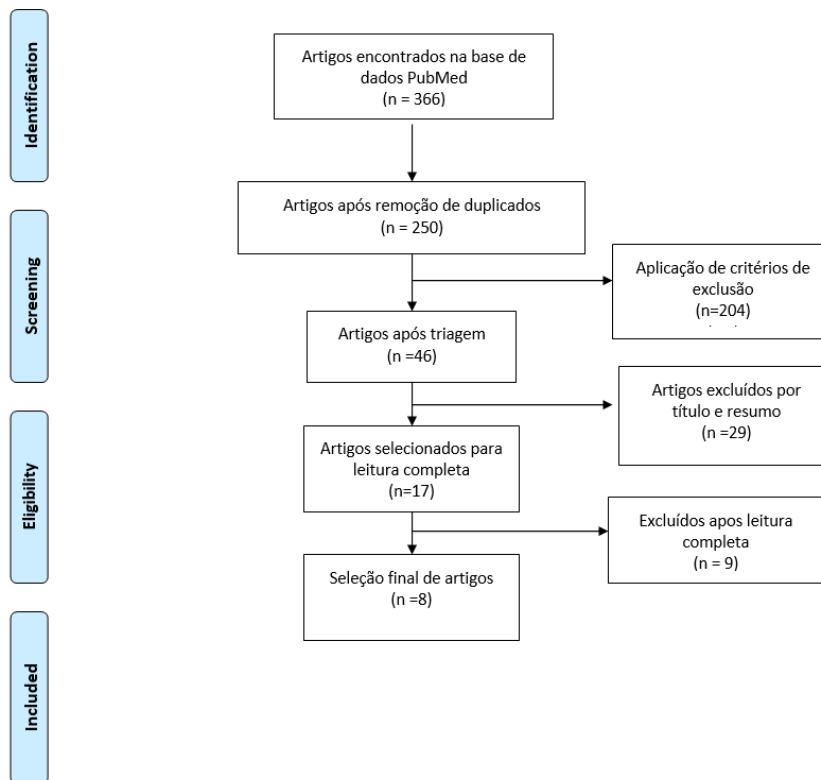 Identification
Artigos encontrados na base de
dados PubMed
(n = 366)
Artigos após remoção de duplicados
(n = 250)
Screening
Aplicação de critérios de
exclusão
(n=204)
Artigos após triagem
(n =46)
Artigos excluídos por
título e resumo
(n =29)
Eligibility
Artigos selecionados para
leitura completa
(n=17)
Excluídos apos leitura
completa
(n = 9)
Seleção final de artigos
(n =8)
Included